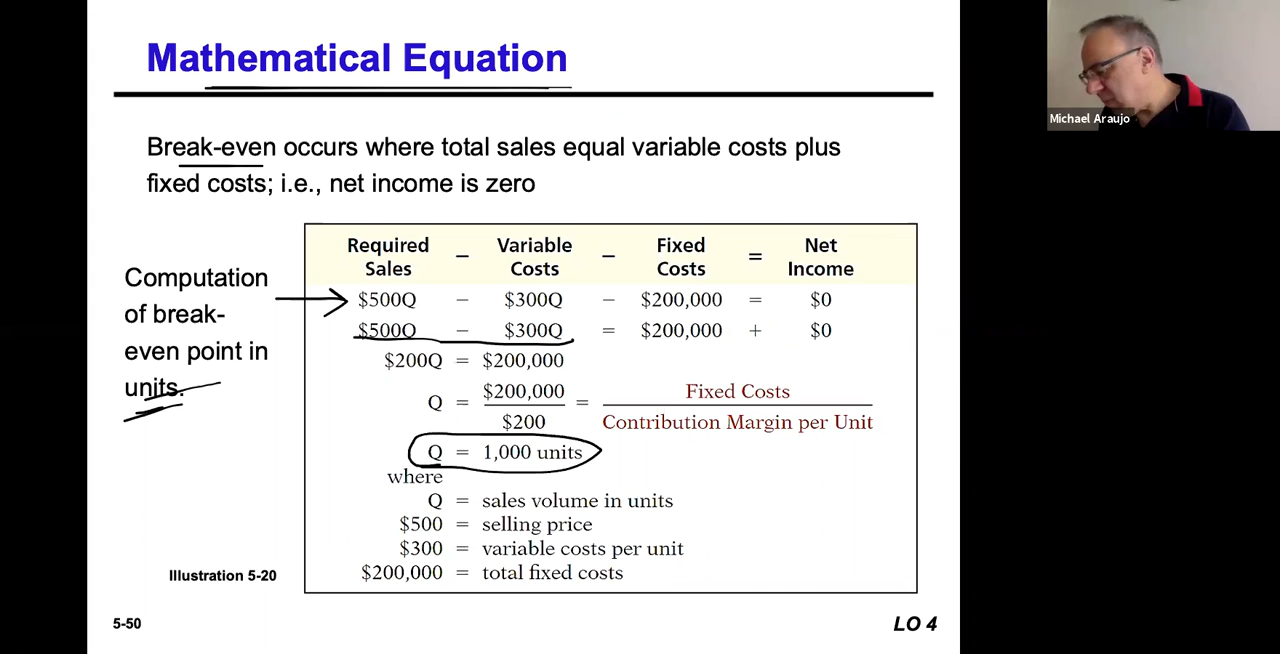 Mathematical Equation
Michael Araujo
Break-even occurs where total sales equal variable costs plus
fixed costs; i.e., net income is zero
Computation
of break-
even point in
units.
Required Sales − Variable Costs − Fixed Costs = Net Income
$500Q − $300Q − $200,000 = $0
$500Q − $300Q = $200,000 + $0
$200Q = $200,000
Q = $200,000 / $200 = Fixed Costs / Contribution Margin per Unit
Q = 1,000 units
where
Q = sales volume in units
$500 = selling price
$300 = variable costs per unit
$200,000 = total fixed costs
Illustration 5-20
5-50
LO 4